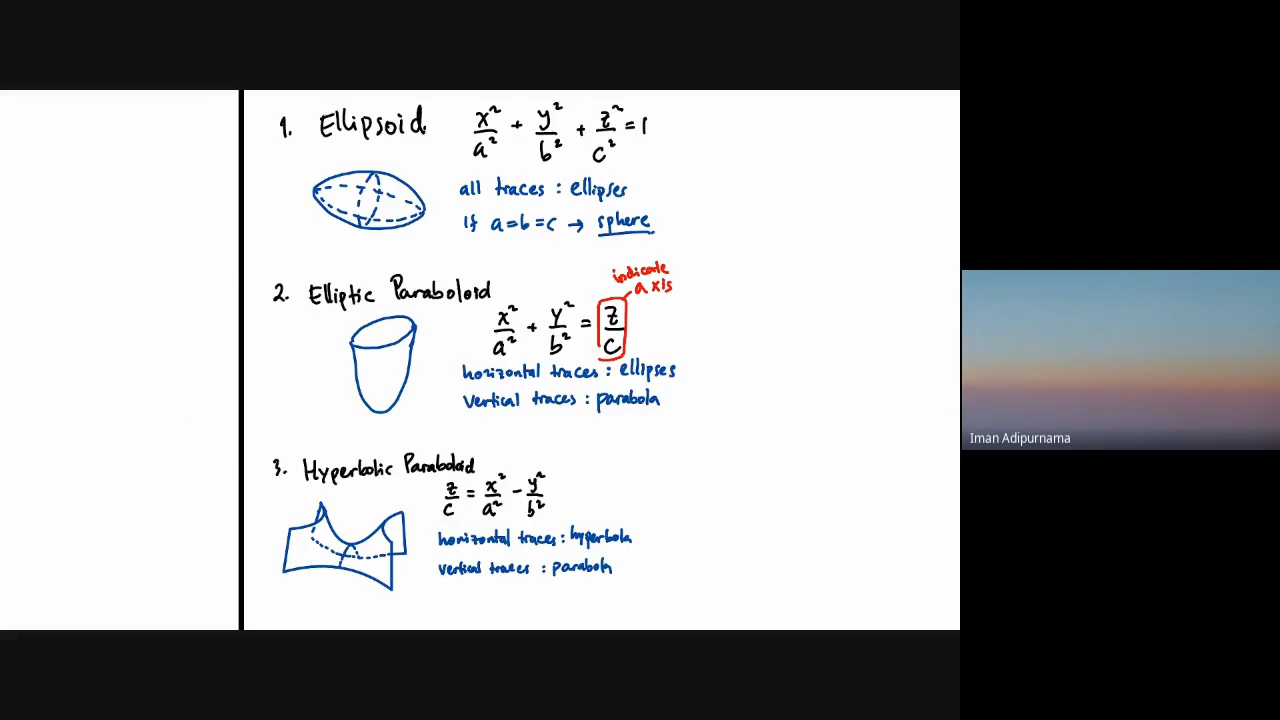 1. Ellipsoid x²/a² + y²/b² + z²/c² = 1
all traces : ellipses
If a=b=c → sphere
indicate
axis
2. Elliptic Paraboloid
x²/a² + y²/b² = z/c
horizontal traces : ellipses
vertical traces : parabola
3. Hyperbolic Paraboloid
z/c = x²/a² - y²/b²
horizontal traces : hyperbola
vertical traces : parabola
Iman Adipurnama